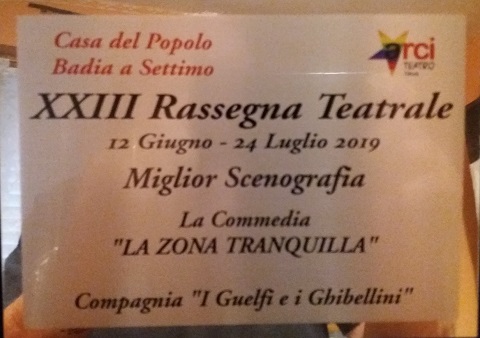 Casa del Popolo
Badia a Settimo
arci
TEATRO
XXIII Rassegna Teatrale
12 Giugno - 24 Luglio 2019
Miglior Scenografia
La Commedia
"LA ZONA TRANQUILLA"
Compagnia "I Guelfi e i Ghibellini"